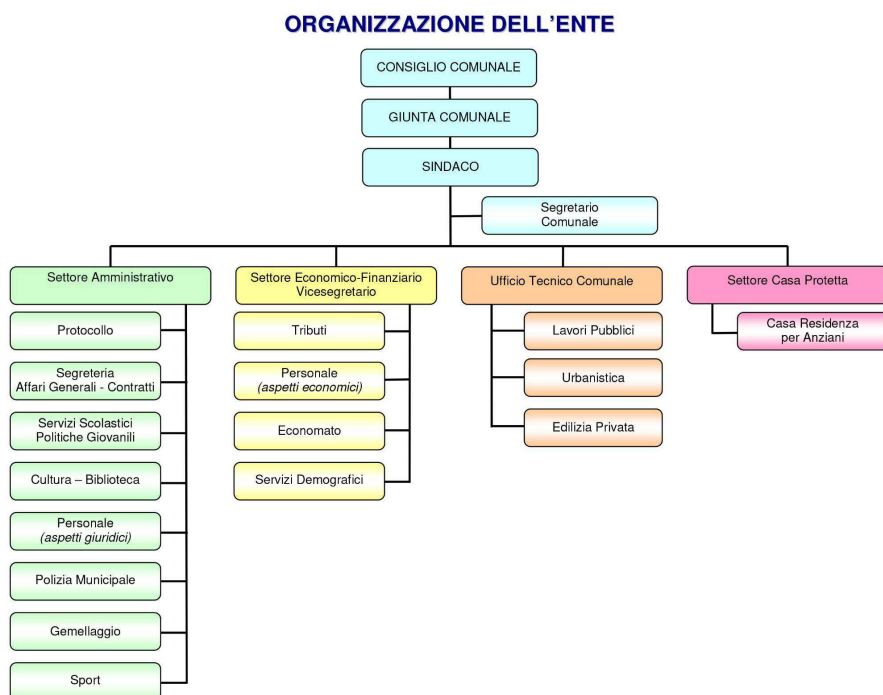 ORGANIZZAZIONE DELL'ENTE
CONSIGLIO COMUNALE
GIUNTA COMUNALE
SINDACO
Segretario
Comunale
Settore Amministrativo
Settore Economico-Finanziario
Vicesegretario
Ufficio Tecnico Comunale
Settore Casa Protetta
Protocollo
Segreteria
Affari Generali - Contratti
Servizi Scolastici
Politiche Giovanili
Cultura – Biblioteca
Personale
(aspetti giuridici)
Polizia Municipale
Gemellaggio
Sport
Tributi
Personale
(aspetti economici)
Economato
Servizi Demografici
Lavori Pubblici
Urbanistica
Edilizia Privata
Casa Residenza
per Anziani